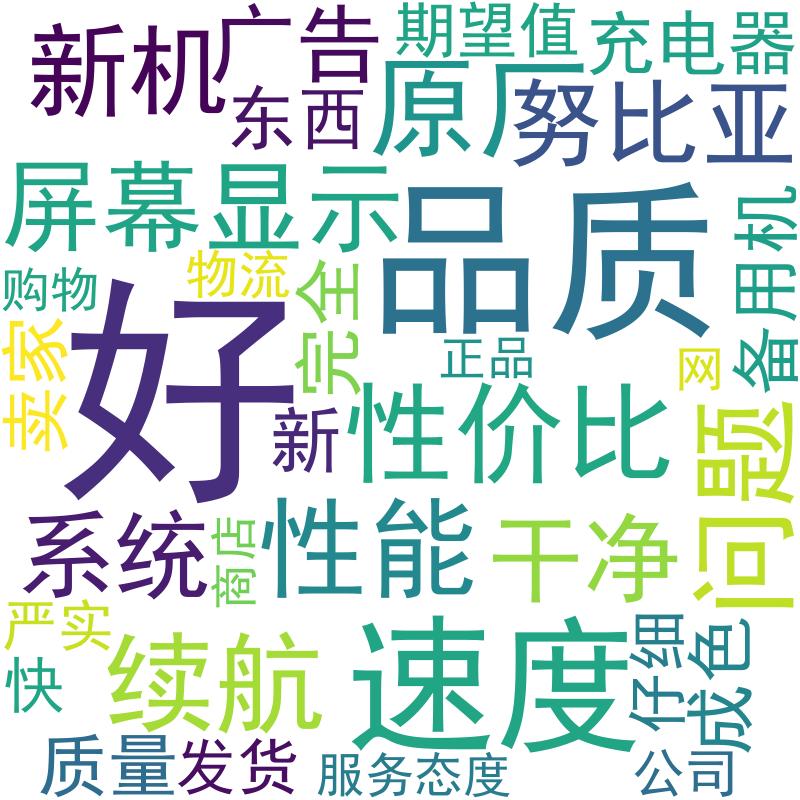 新机
广告
期望值
充电器
东西
原厂
努比亚
屏幕显示
品质
备用机
购物
物流
完全
卖家
好
正品
网
新
性价比
问题
系统
商店
性能
干净
严实
续航
速度
仔细
成色
快
质量
发货
服务态度
公司